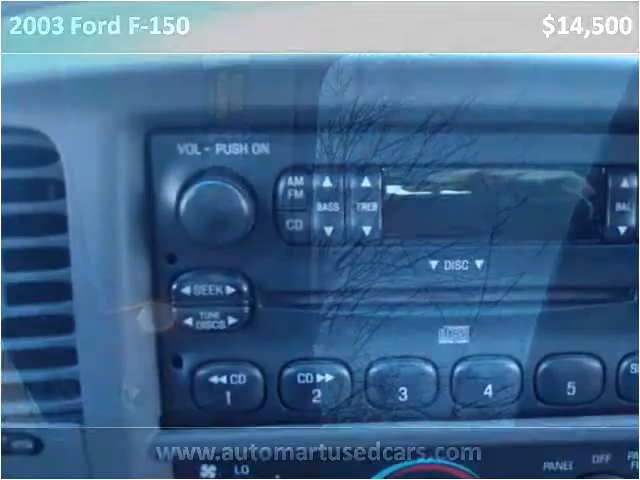 2003 Ford F-150 $14,500
VOL - PUSH ON
AM FM
CD
BASS
TREB
BAL
DISC
SEEK
TUNE DISCS
CD 1
CD 2
3
4
5
www.automartusedcars.com
LO
PANEL
OFF